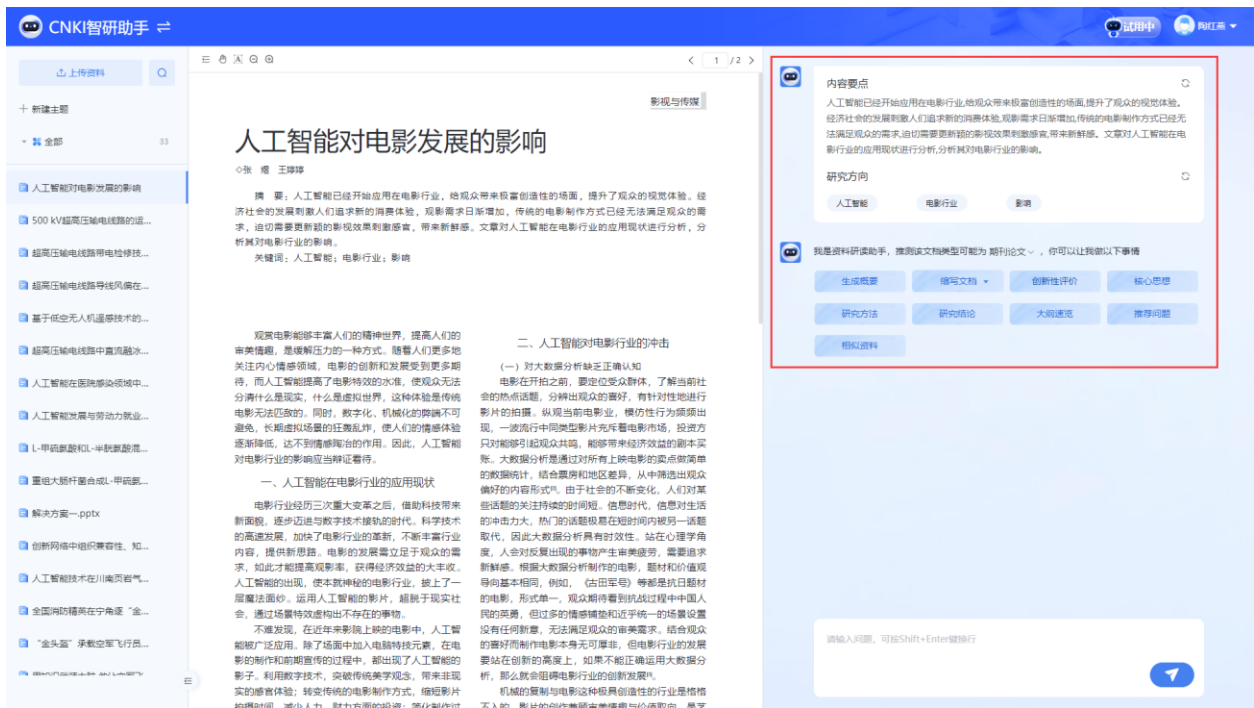 CNKI智研助手
试用中
陶红燕
上传资料
新建主题
全部 33
人工智能对电影发展的影响
500 kV超高压输电线路的运...
超高压输电线路带电检修技...
超高压输电线路导线风偏在...
基于低空无人机遥感技术的...
超高压输电线路中直流融冰...
人工智能在医院感染领域中...
人工智能发展与劳动力就业...
L-甲硫氨酸和L-半胱氨酸混...
重组大肠杆菌合成L-甲硫氨...
解决方案一.pptx
创新网络中组织兼容性、知...
人工智能技术在川南页岩气...
全国消防精英在宁角逐“金...
“金头盔”承载空军飞行员...
1 /2
影视与传媒
人工智能对电影发展的影响
◇张 熠 王婷婷
摘 要：人工智能已经开始应用在电影行业，给观众带来极富创造性的场面，提升了观众的视觉体验。经
济社会的发展刺激人们追求新的消费体验，观影需求日渐增加，传统的电影制作方式已经无法满足观众的需
求，迫切需要更新颖的影视效果刺激感官，带来新鲜感。文章对人工智能在电影行业的应用现状进行分析，分
析其对电影行业的影响。
关键词：人工智能；电影行业；影响
观赏电影能够丰富人们的精神世界，提高人们的
审美情趣，是缓解压力的一种方式。随着人们更多地
关注内心情感领域，电影的创新和发展受到更多期
待，而人工智能提高了电影特效的水准，使观众无法
分清什么是现实，什么是虚拟世界，这种体验是传统
电影无法匹敌的。同时，数字化、机械化的弊端不可
避免，长期虚拟场景的狂轰乱炸，使人们的情感体验
逐渐降低，达不到情感陶冶的作用。因此，人工智能
对电影行业的影响应当辩证看待。
一、人工智能在电影行业的应用现状
电影行业经历三次重大变革之后，借助科技带来
新面貌，逐步迈进与数字技术接轨的时代。科学技术
的高速发展，加快了电影行业的革新，不断丰富行业
内容，提供新思路。电影的发展需立足于观众的需
求，如此才能提高观影率，获得经济效益的大丰收。
人工智能的出现，使本就神秘的电影行业，披上了一
层魔法面纱。运用人工智能的影片，超脱于现实社
会，通过场景特效虚构出不存在的事物。
不难发现，在近年来影院上映的电影中，人工智
能被广泛应用。除了场面中加入电脑特技元素，在电
影的制作和前期宣传的过程中，都出现了人工智能的
影子。利用数字技术，突破传统美学观念，带来非现
实的感官体验；转变传统的电影制作方式，缩短影片
拍摄时间，减少人力、财力方面的投资；简化制作过
二、人工智能对电影行业的冲击
（一）对大数据分析缺乏正确认知
电影在开拍之前，要定位受众群体，了解当前社
会的热点话题，分辨出观众的喜好，有针对性地进行
影片的拍摄。纵观当前电影业，模仿性行为频频出
现，一波流行中同类型影片充斥着电影市场，投资方
只对能够引起观众共鸣，能够带来经济效益的剧本买
账。大数据分析是通过对所有上映电影的卖点做简单
的数据统计，结合票房和地区差异，从中筛选出观众
偏好的内容形式。由于社会的不断变化，人们对某
些话题的关注持续的时间短。信息时代，信息对生活
的冲击力大，热门的话题极易在短时间内被另一话题
取代，因此大数据分析具有时效性。站在心理学角
度，人会对反复出现的事物产生审美疲劳，需要追求
新鲜感。根据大数据分析制作的电影，题材和价值观
导向基本相同，例如，《古田军号》等都是抗日题材
的电影，形式单一，观众期待看到抗战过程中中国人
民的英勇，但过多的情感铺垫和近乎统一的场景设置
没有任何新意，无法满足观众的审美需求。结合观众
的喜好而制作电影本身无可厚非，但电影行业的发展
要站在创新的高度上，如果不能正确运用大数据分
析，那么就会阻碍电影行业的创新发展。
机械的复制与电影这种极具创造性的行业是格格
不入的，影片的创作兼顾审美情趣与价值取向，是艺
内容要点
人工智能已经开始应用在电影行业,给观众带来极富创造性的场面,提升了观众的视觉体验。
经济社会的发展刺激人们追求新的消费体验,观影需求日渐增加,传统的电影制作方式已经无
法满足观众的需求,迫切需要更新颖的影视效果刺激感官,带来新鲜感。文章对人工智能在电
影行业的应用现状进行分析,分析其对电影行业的影响。
研究方向
人工智能 电影行业 影响
我是资料研读助手，推测该文档类型可能为 期刊论文 ，你可以让我做以下事情
生成概要 缩写文档 创新性评价 核心思想
研究方法 研究结论 大纲速览 推荐问题
相似资料
请输入问题，可按Shift+Enter键换行